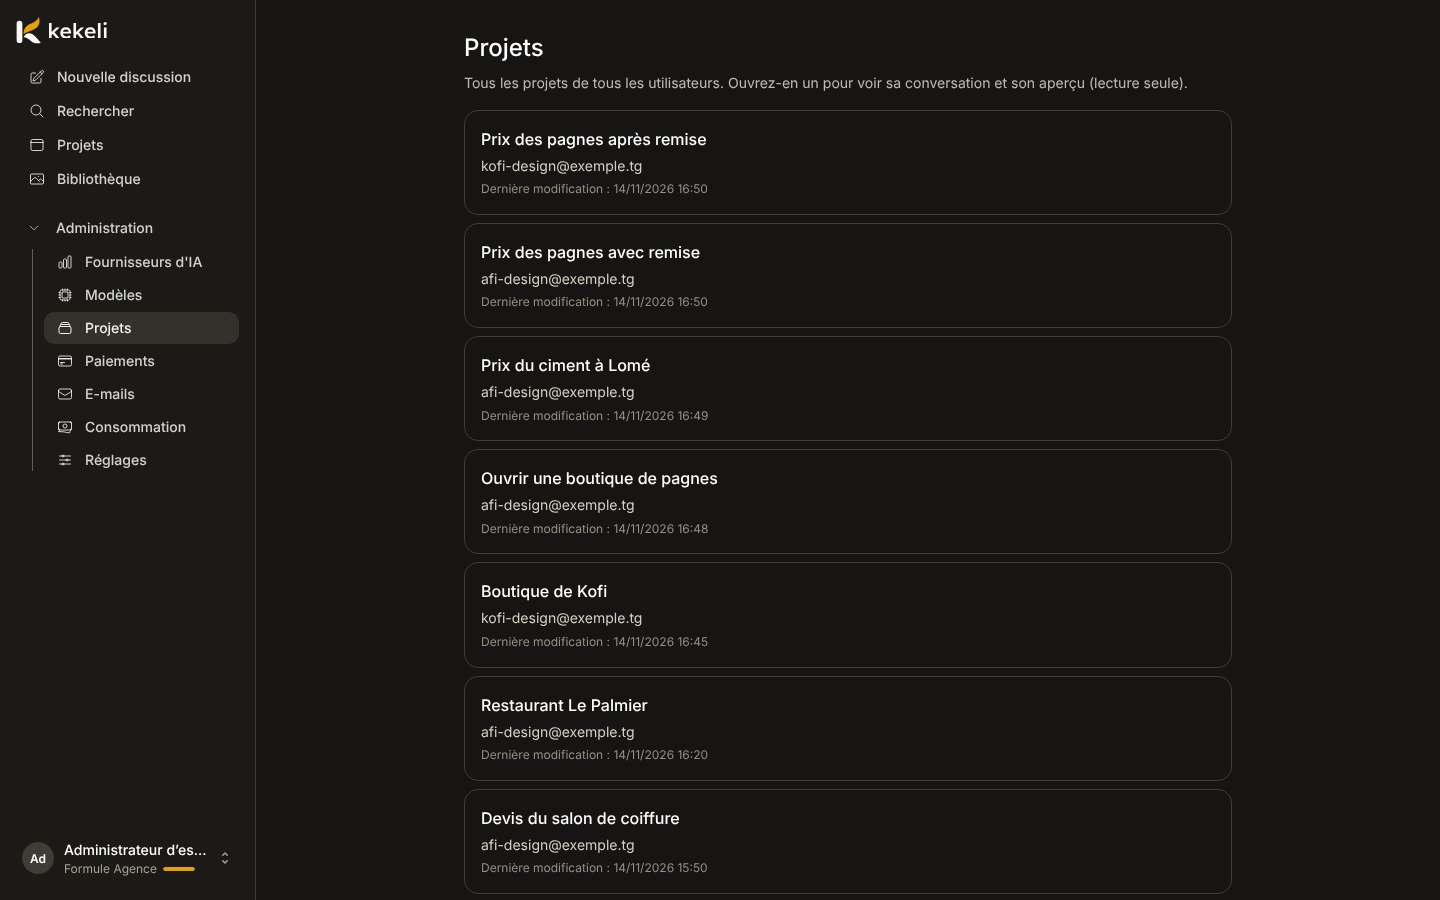 kekeli
Nouvelle discussion
Rechercher
Projets
Bibliothèque
Administration
Fournisseurs d'IA
Modèles
Projets
Paiements
E-mails
Consommation
Réglages
Ad
Administrateur d'es...
Formule Agence
Projets
Tous les projets de tous les utilisateurs. Ouvrez-en un pour voir sa conversation et son aperçu (lecture seule).
Prix des pagnes après remise
kofi-design@exemple.tg
Dernière modification : 14/11/2026 16:50
Prix des pagnes avec remise
afi-design@exemple.tg
Dernière modification : 14/11/2026 16:50
Prix du ciment à Lomé
afi-design@exemple.tg
Dernière modification : 14/11/2026 16:49
Ouvrir une boutique de pagnes
afi-design@exemple.tg
Dernière modification : 14/11/2026 16:48
Boutique de Kofi
kofi-design@exemple.tg
Dernière modification : 14/11/2026 16:45
Restaurant Le Palmier
afi-design@exemple.tg
Dernière modification : 14/11/2026 16:20
Devis du salon de coiffure
afi-design@exemple.tg
Dernière modification : 14/11/2026 15:50